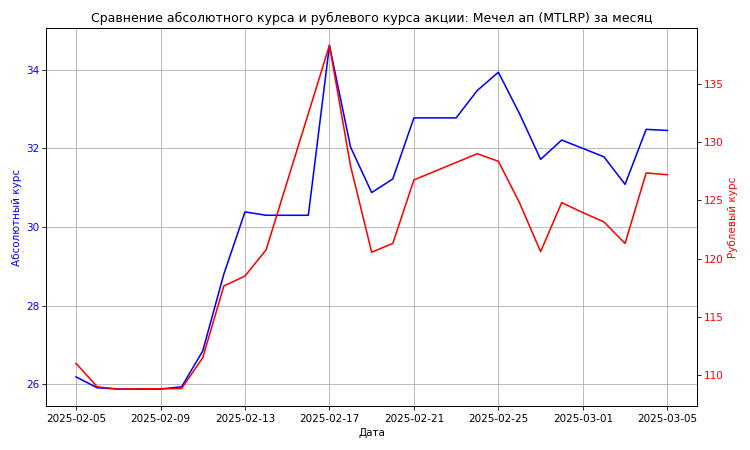 Сравнение абсолютного курса и рублевого курса акции: Мечел ап (MTLRP) за месяц
34
32
30
28
26
Абсолютный курс
135
130
125
120
115
110
Рублевый курс
2025-02-05 2025-02-09 2025-02-13 2025-02-17 2025-02-21 2025-02-25 2025-03-01 2025-03-05
Дата